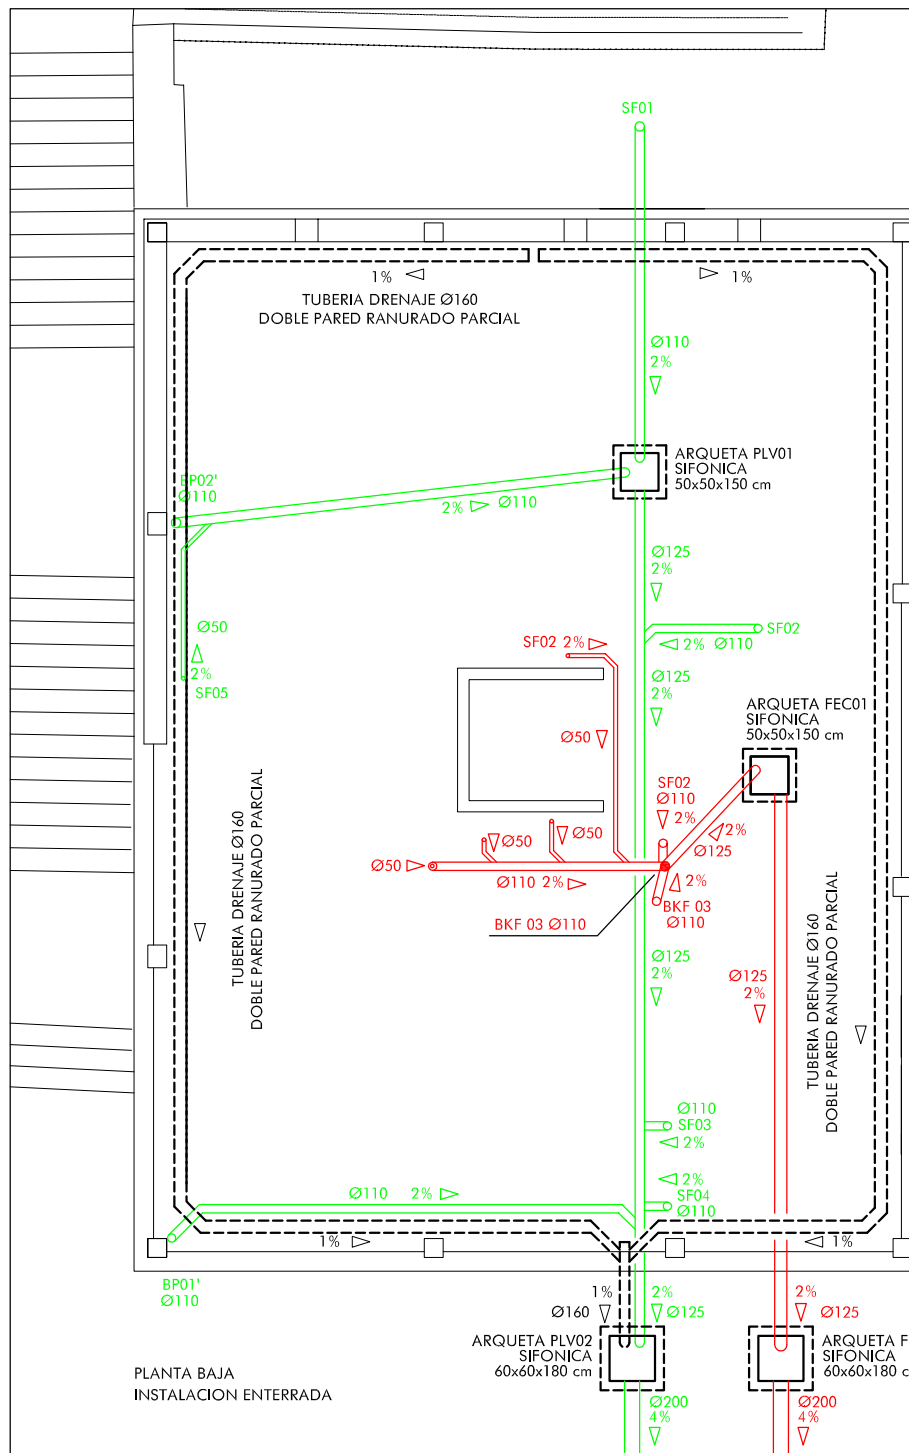 SF01
1%
1%
TUBERIA DRENAJE Ø160
DOBLE PARED RANURADO PARCIAL
Ø110
2%
ARQUETA PLV01
SIFONICA
50x50x150 cm
BP02'
Ø110
2%
Ø110
Ø125
2%
Ø50
2%
SF05
SF02 2%
SF02
2% Ø110
Ø125
2%
ARQUETA FEC01
SIFONICA
50x50x150 cm
Ø50
SF02
Ø110
2%
2%
Ø125
Ø50
Ø50
Ø50
Ø110 2%
2%
BKF 03
Ø110
BKF 03 Ø110
TUBERIA DRENAJE Ø160
DOBLE PARED RANURADO PARCIAL
Ø125
2%
Ø125
2%
TUBERIA DRENAJE Ø160
DOBLE PARED RANURADO PARCIAL
Ø110
SF03
2%
2%
SF04
Ø110
Ø110 2%
1%
1%
BP01'
Ø110
1%
Ø160
2%
Ø125
2%
Ø125
ARQUETA PLV02
SIFONICA
60x60x180 cm
ARQUETA F
SIFONICA
60x60x180 c
PLANTA BAJA
INSTALACION ENTERRADA
Ø200
4%
Ø200
4%